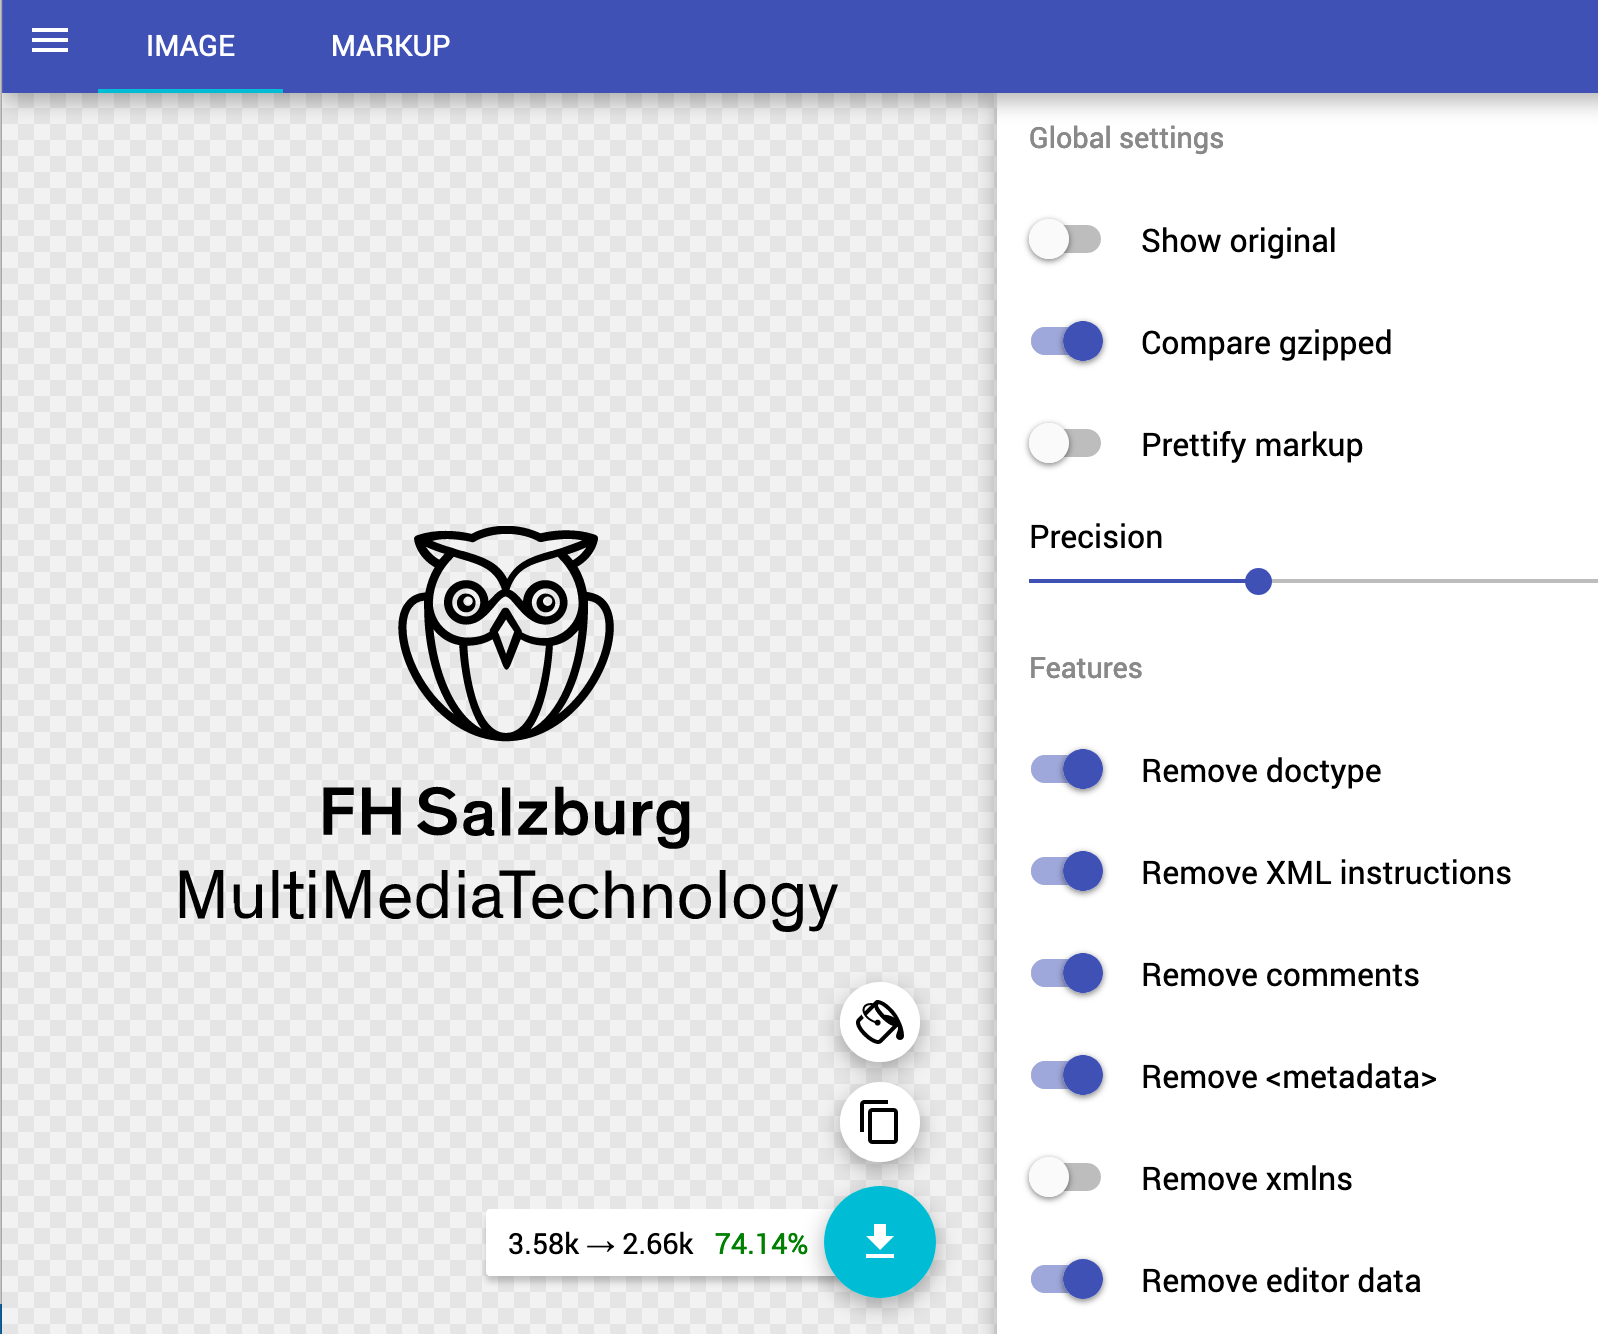 IMAGE
MARKUP
Global settings
Show original
Compare gzipped
Prettify markup
Precision
Features
Remove doctype
Remove XML instructions
Remove comments
Remove <metadata>
Remove xmlns
Remove editor data
FH Salzburg
MultiMediaTechnology
3.58k → 2.66k 74.14%